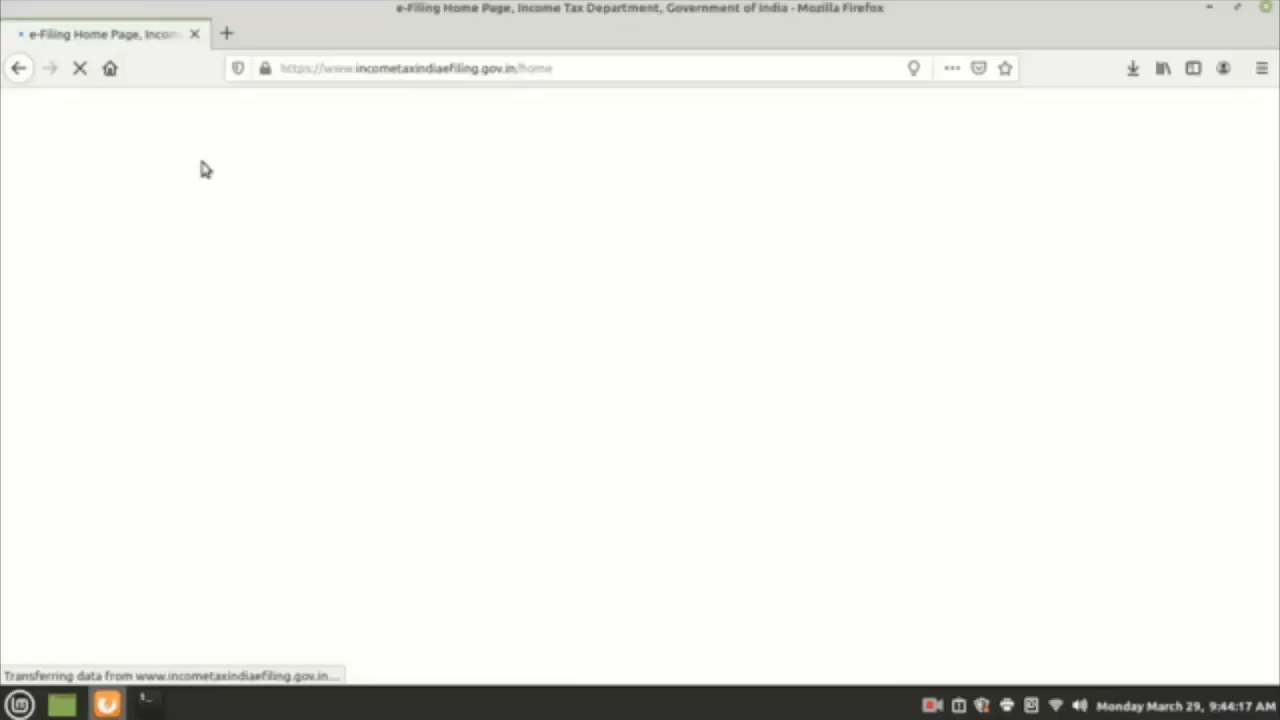 e-Filing Home Page, Income Tax Department, Government of India - Mozilla Firefox
e-Filing Home Page, Incom
https://www.incometaxindiaefiling.gov.in/home
Transferring data from www.incometaxindiaefiling.gov.in...
Monday March 29, 9:44:17 AM